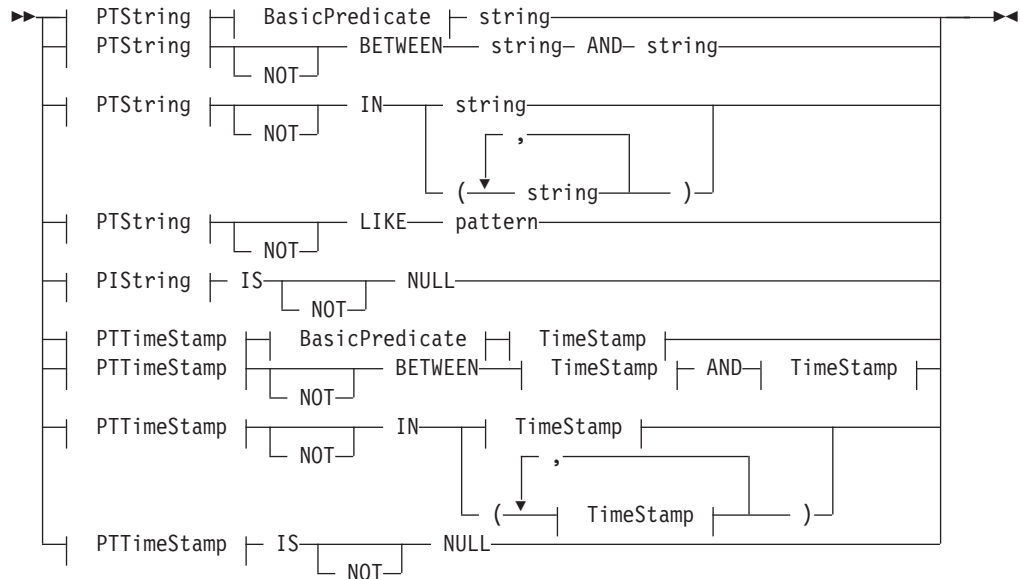 PTString BasicPredicate string
PTString BETWEEN string AND string
NOT
PTString IN string
NOT ,
( string )
PTString LIKE pattern
NOT
PIString IS NULL
NOT
PTTimeStamp BasicPredicate TimeStamp
PTTimeStamp BETWEEN TimeStamp AND TimeStamp
NOT
PTTimeStamp IN TimeStamp
NOT ,
( TimeStamp )
PTTimeStamp IS NULL
NOT